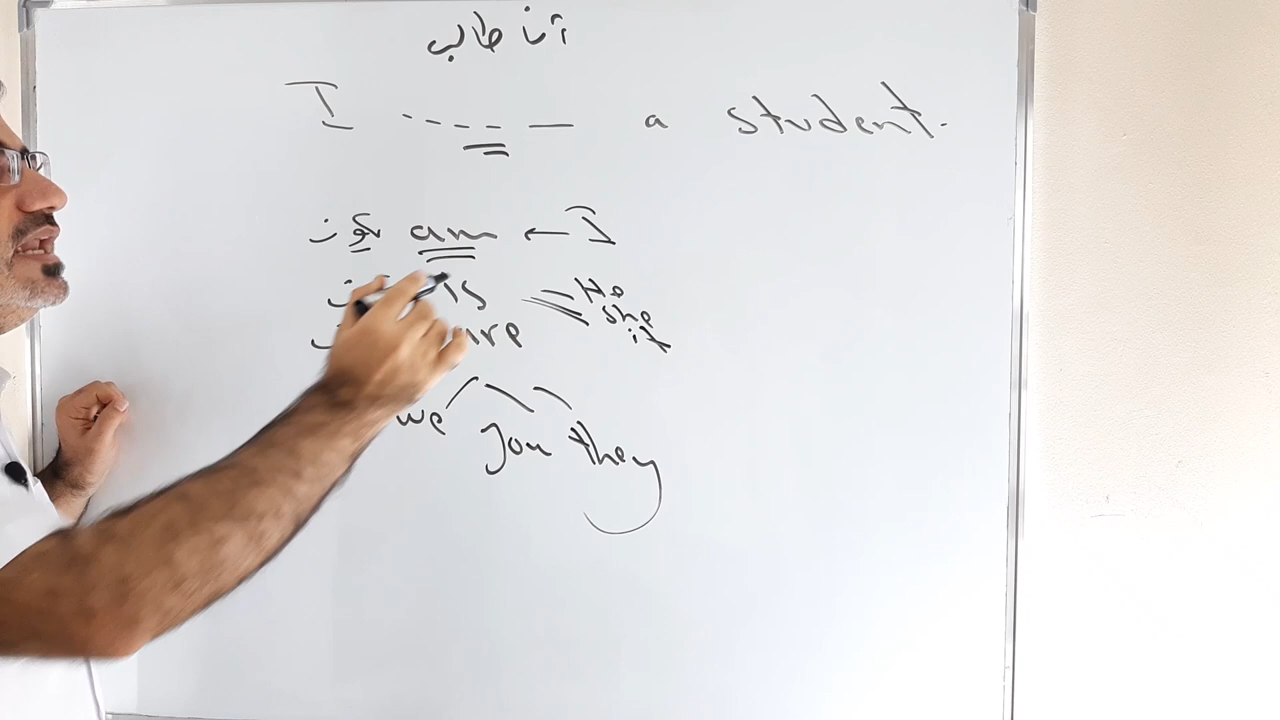 أنا طالب
I ---- — a student.
يكون am ← I
is He
she
it
are
we you they